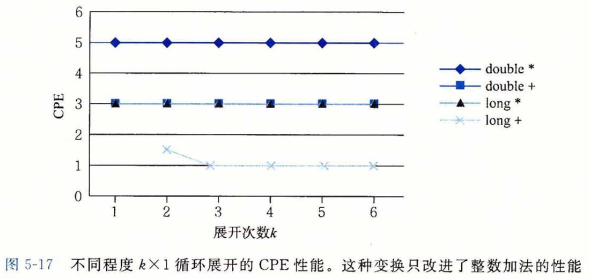 6
5
4
3
2
1
0
CPE
1 2 3 4 5 6
展开次数k
double *
double +
long *
long +
图 5-17 不同程度 k×1 循环展开的 CPE 性能。这种变换只改进了整数加法的性能